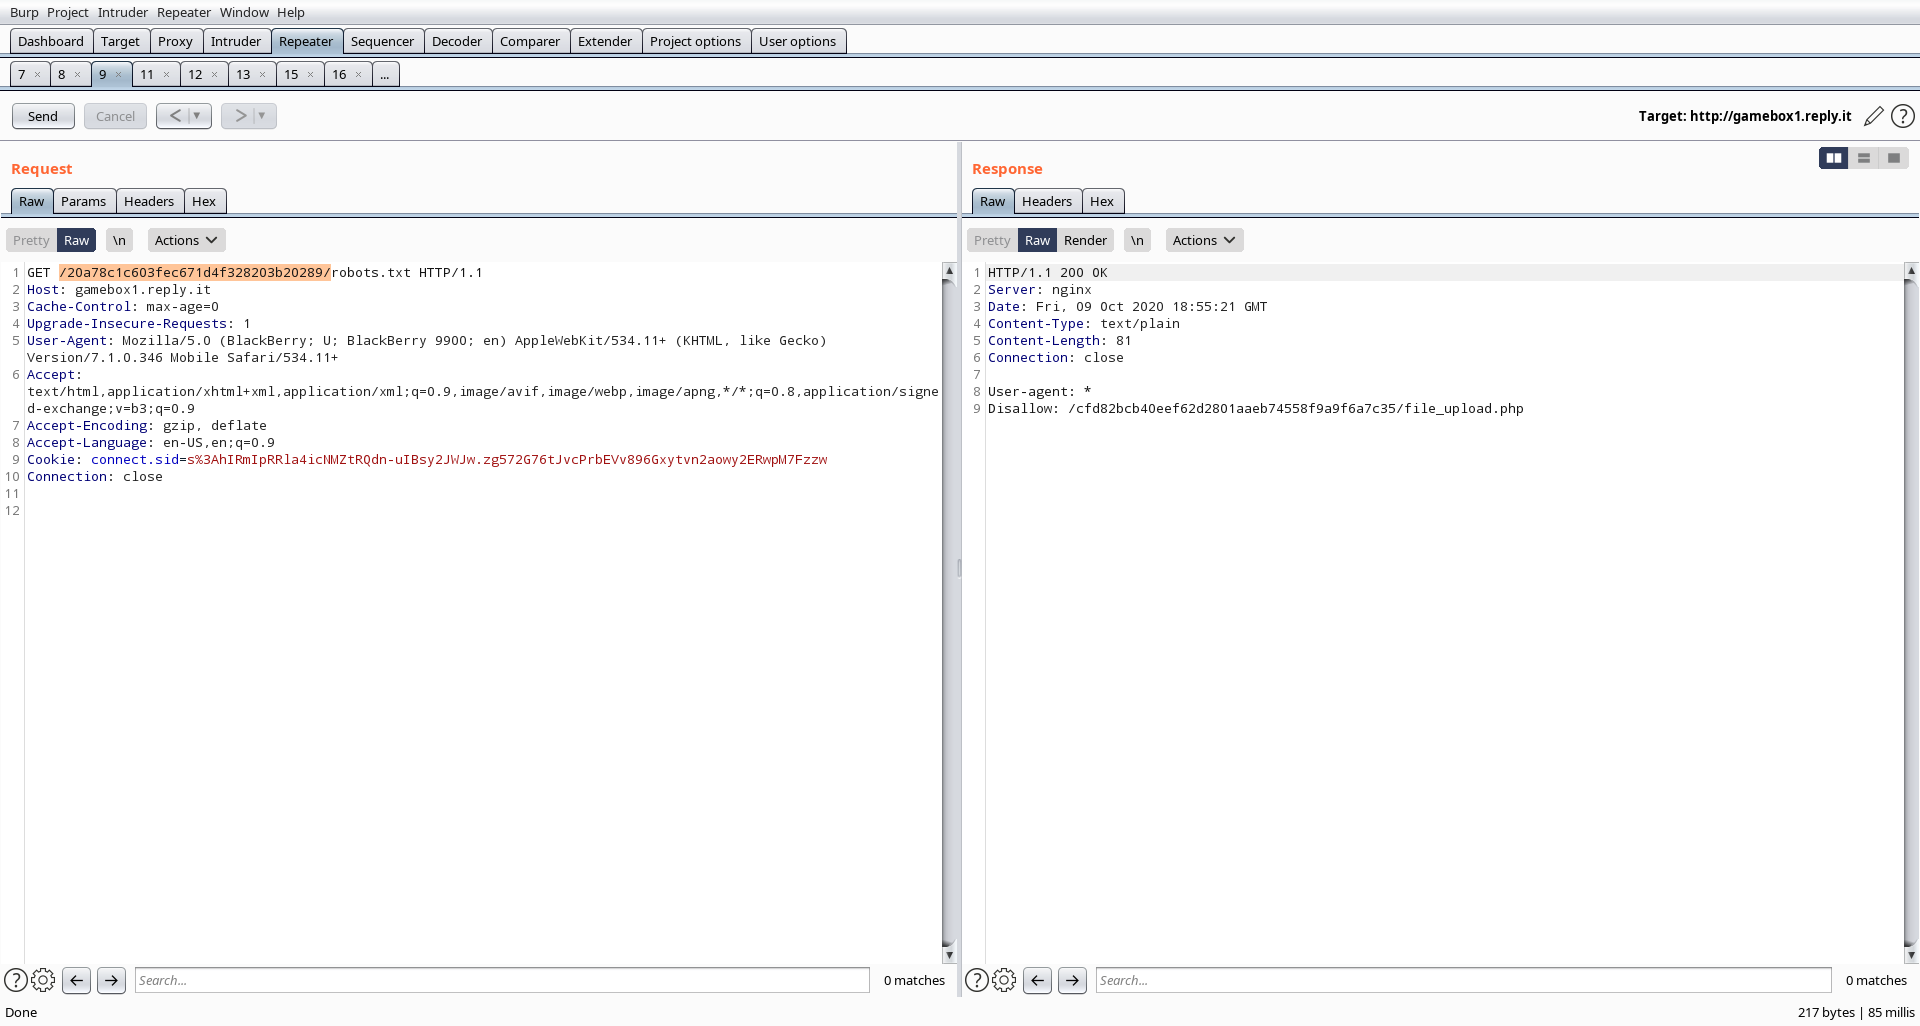 Burp Project Intruder Repeater Window Help
Dashboard Target Proxy Intruder Repeater Sequencer Decoder Comparer Extender Project options User options
7 × 8 × 9 × 11 × 12 × 13 × 15 × 16 × ...
Send Cancel < ▼ > ▼ Target: http://gamebox1.reply.it ?
Request
Raw Params Headers Hex
Pretty Raw \n Actions
1 GET /20a78c1c603fec671d4f328203b20289/robots.txt HTTP/1.1
2 Host: gamebox1.reply.it
3 Cache-Control: max-age=0
4 Upgrade-Insecure-Requests: 1
5 User-Agent: Mozilla/5.0 (BlackBerry; U; BlackBerry 9900; en) AppleWebKit/534.11+ (KHTML, like Gecko)
Version/7.1.0.346 Mobile Safari/534.11+
6 Accept:
text/html,application/xhtml+xml,application/xml;q=0.9,image/avif,image/webp,image/apng,*/*;q=0.8,application/signe
d-exchange;v=b3;q=0.9
7 Accept-Encoding: gzip, deflate
8 Accept-Language: en-US,en;q=0.9
9 Cookie: connect.sid=s%3AhIRmIpRRla4icNMZtRQdn-uIBsy2JWJw.zg572G76tJvcPrbEVv896Gxytvn2aowy2ERwpM7Fzzw
10 Connection: close
11
12
? Search... 0 matches
Response
Raw Headers Hex
Pretty Raw Render \n Actions
1 HTTP/1.1 200 OK
2 Server: nginx
3 Date: Fri, 09 Oct 2020 18:55:21 GMT
4 Content-Type: text/plain
5 Content-Length: 81
6 Connection: close
7
8 User-agent: *
9 Disallow: /cfd82bcb40eef62d2801aaeb74558f9a9f6a7c35/file_upload.php
? Search... 0 matches
Done 217 bytes | 85 millis